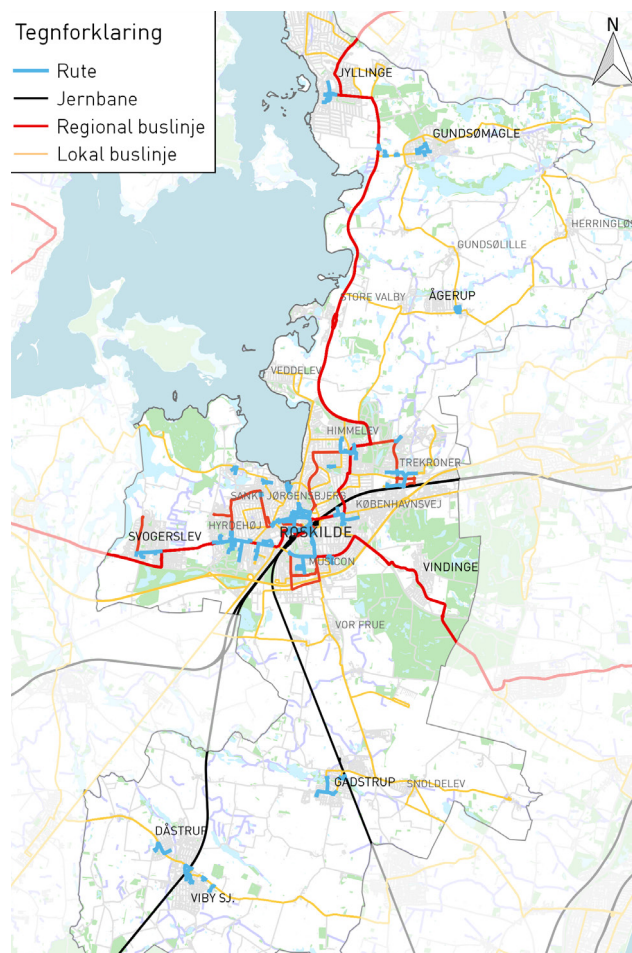 Tegnforklaring
Rute
Jernbane
Regional buslinje
Lokal buslinje
N
JYLLINGE
GUNDSØMAGLE
HERRINGLØS
GUNDSØLILLE
STORE VALBY
ÅGERUP
VEDDELEV
HIMMELEV
TREKRONER
SANKT JØRGENSBJERG
KØBENHAVNSVEJ
HYRDEHØJ
ROSKILDE
SVOGERSLEV
MUSICON
VINDINGE
VOR FRUE
GADSTRUP
SNOLDELEV
DÅSTRUP
VIBY SJ.